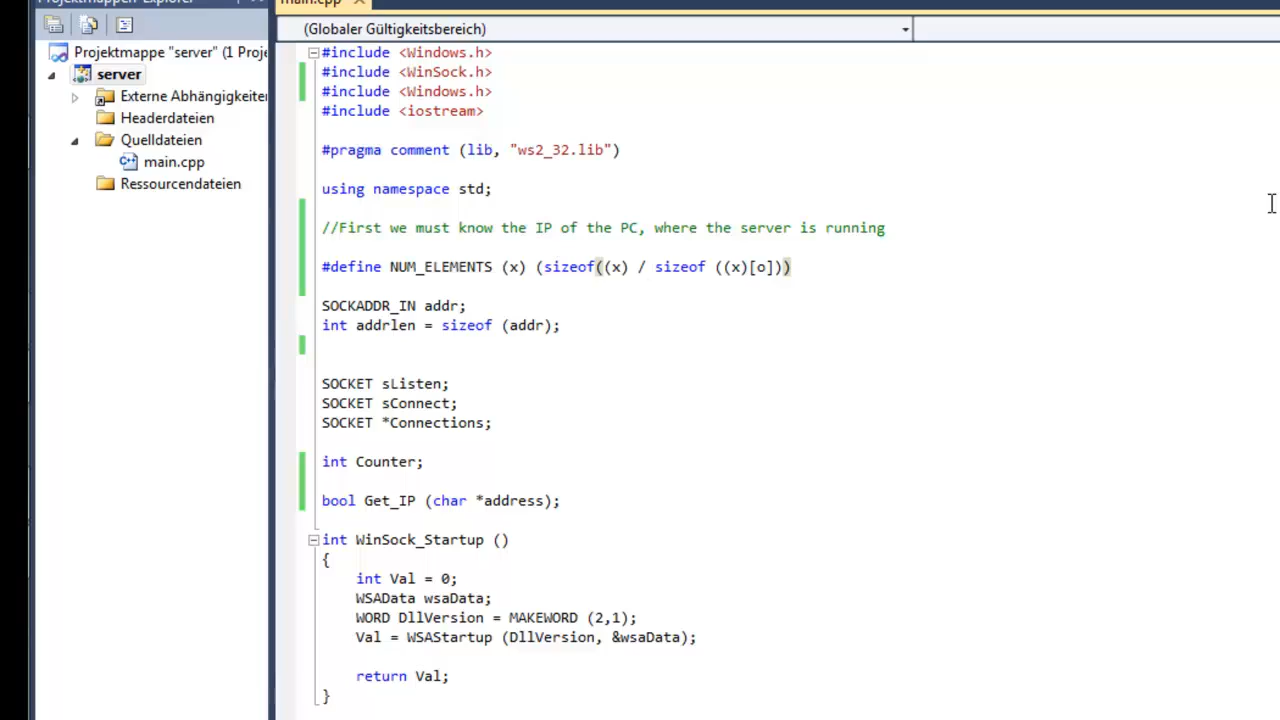 Projektmappen-Explorer
main.cpp
Projektmappe "server" (1 Proje
server
Externe Abhängigkeiten
Headerdateien
Quelldateien
main.cpp
Ressourcendateien
(Globaler Gültigkeitsbereich)
#include <Windows.h>
#include <WinSock.h>
#include <Windows.h>
#include <iostream>
#pragma comment (lib, "ws2_32.lib")
using namespace std;
//First we must know the IP of the PC, where the server is running
#define NUM_ELEMENTS (x) (sizeof((x) / sizeof ((x)[o]))
SOCKADDR_IN addr;
int addrlen = sizeof (addr);
SOCKET sListen;
SOCKET sConnect;
SOCKET *Connections;
int Counter;
bool Get_IP (char *address);
int WinSock_Startup ()
{
int Val = 0;
WSAData wsaData;
WORD DllVersion = MAKEWORD (2,1);
Val = WSAStartup (DllVersion, &wsaData);
return Val;
}